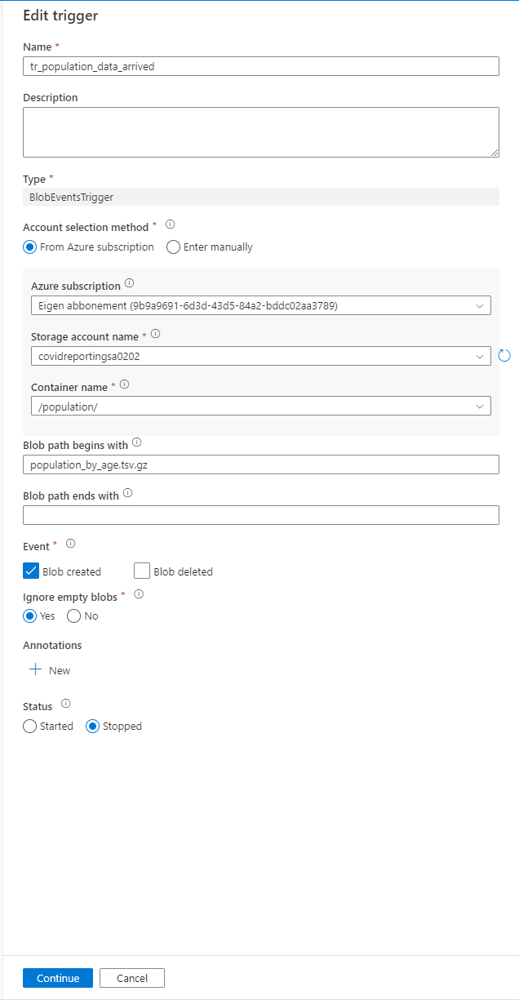 Edit trigger
Name *
tr_population_data_arrived
Description
Type *
BlobEventsTrigger
Account selection method *
From Azure subscription Enter manually
Azure subscription
Eigen abbonement (9b9a9691-6d3d-43d5-84a2-bddc02aa3789)
Storage account name *
covidreportingsa0202
Container name *
/population/
Blob path begins with
population_by_age.tsv.gz
Blob path ends with
Event *
Blob created Blob deleted
Ignore empty blobs *
Yes No
Annotations
+ New
Status
Started Stopped
Continue Cancel